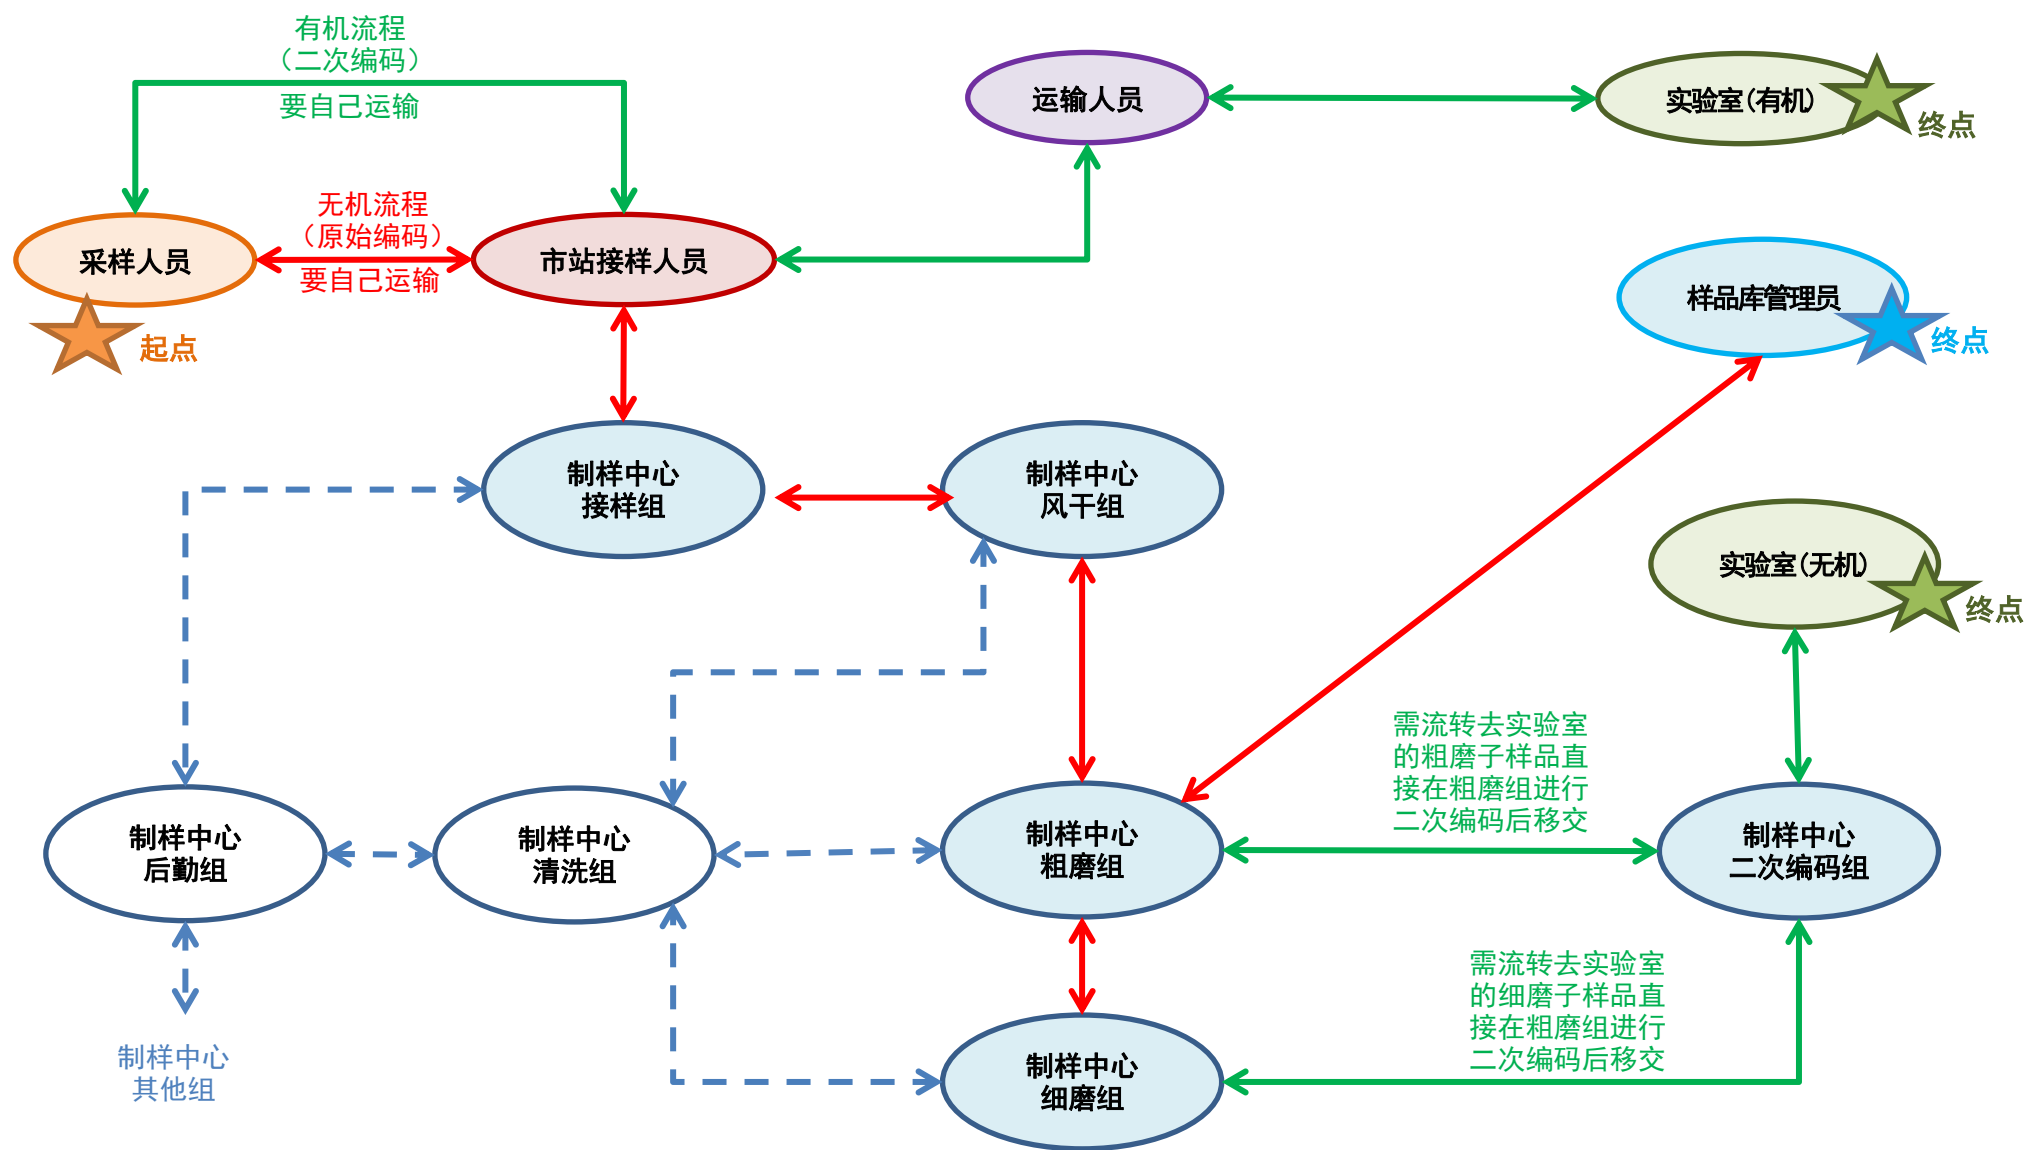 有机流程
（二次编码）
要自己运输
运输人员
实验室(有机)
终点
无机流程
（原始编码）
要自己运输
采样人员
市站接样人员
起点
样品库管理员
终点
制样中心
接样组
制样中心
风干组
实验室(无机)
终点
需流转去实验室
的粗磨子样品直
接在粗磨组进行
二次编码后移交
制样中心
后勤组
制样中心
清洗组
制样中心
粗磨组
制样中心
二次编码组
需流转去实验室
的细磨子样品直
接在粗磨组进行
二次编码后移交
制样中心
其他组
制样中心
细磨组